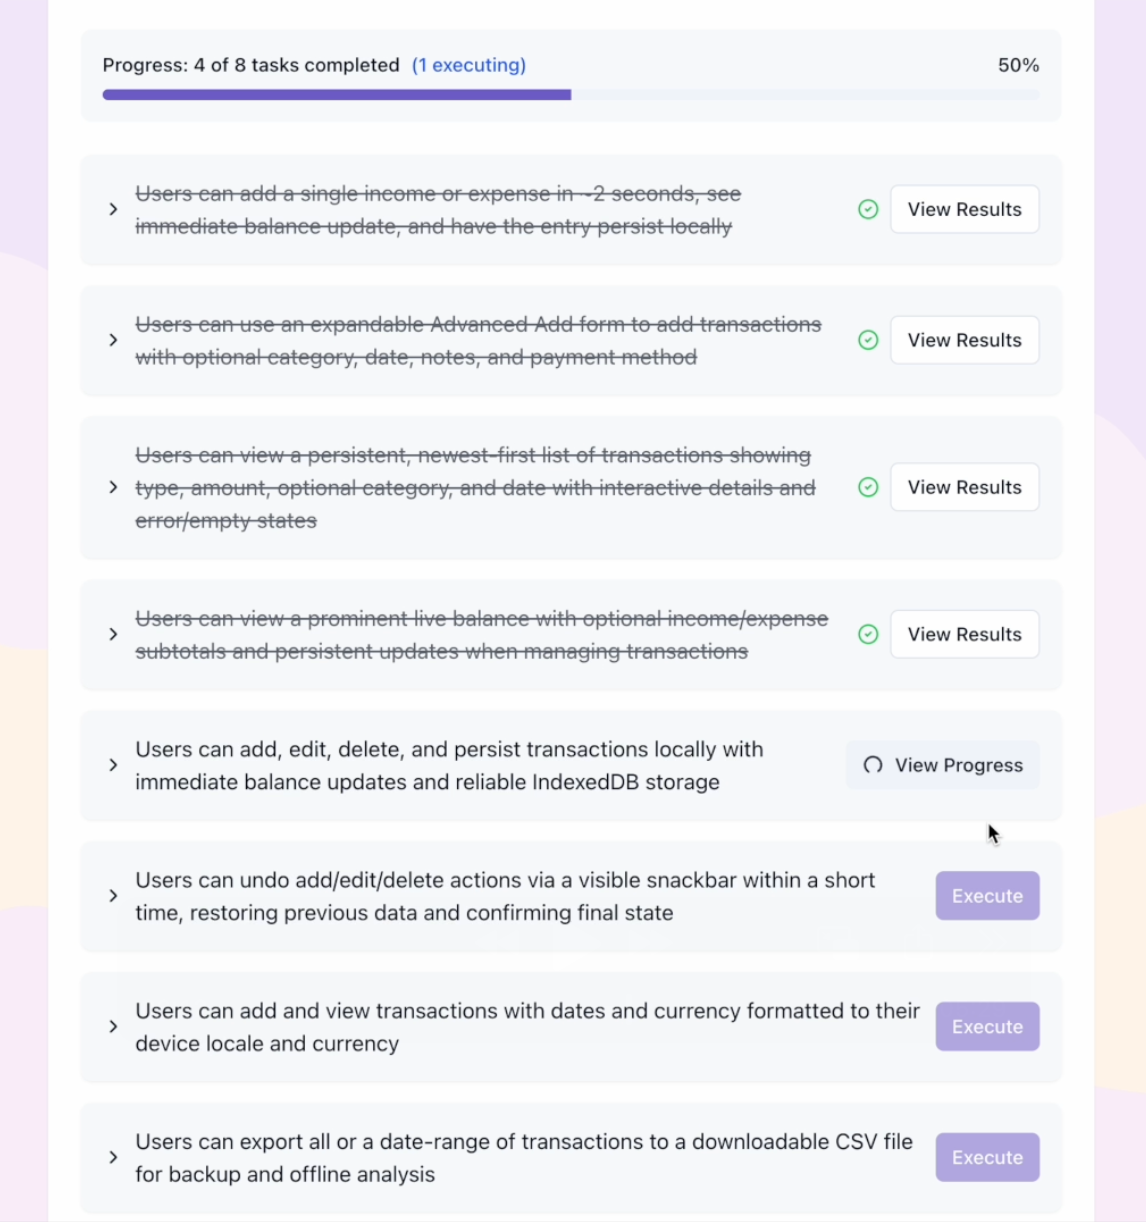 Progress: 4 of 8 tasks completed (1 executing) 50%
Users can add a single income or expense in ~2 seconds, see
immediate balance update, and have the entry persist locally
View Results
Users can use an expandable Advanced Add form to add transactions
with optional category, date, notes, and payment method
View Results
Users can view a persistent, newest-first list of transactions showing
type, amount, optional category, and date with interactive details and
error/empty states
View Results
Users can view a prominent live balance with optional income/expense
subtotals and persistent updates when managing transactions
View Results
Users can add, edit, delete, and persist transactions locally with
immediate balance updates and reliable IndexedDB storage
View Progress
Users can undo add/edit/delete actions via a visible snackbar within a short
time, restoring previous data and confirming final state
Execute
Users can add and view transactions with dates and currency formatted to their
device locale and currency
Execute
Users can export all or a date-range of transactions to a downloadable CSV file
for backup and offline analysis
Execute